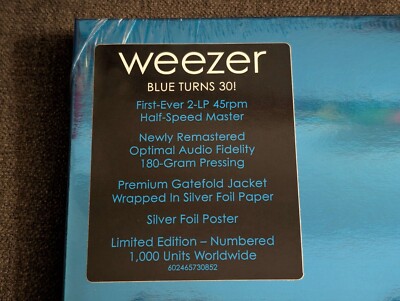 weezer
BLUE TURNS 30!
First-Ever 2-LP 45rpm
Half-Speed Master
Newly Remastered
Optimal Audio Fidelity
180-Gram Pressing
Premium Gatefold Jacket
Wrapped In Silver Foil Paper
Silver Foil Poster
Limited Edition – Numbered
1,000 Units Worldwide
602465730852